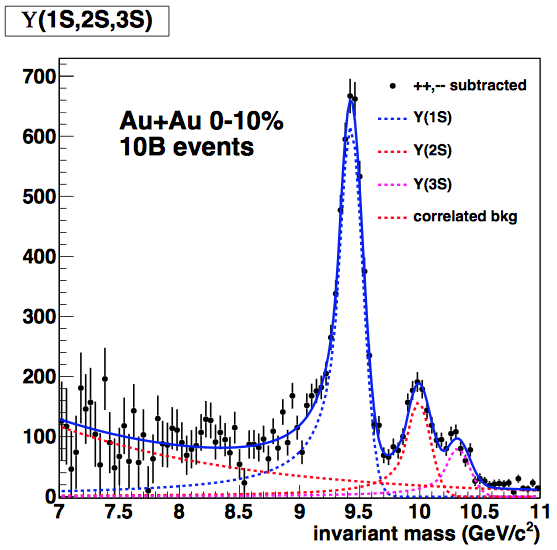 Υ(1S,2S,3S)
700
600
500
400
300
200
100
0
Au+Au 0-10%
10B events
++,-- subtracted
Υ(1S)
Υ(2S)
Υ(3S)
correlated bkg
7 7.5 8 8.5 9 9.5 10 10.5 11
invariant mass (GeV/c²)